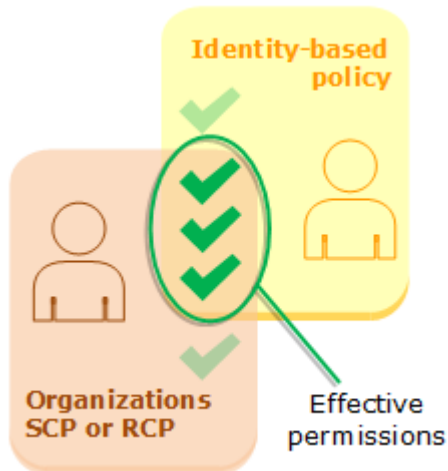 Identity-based
policy
Organizations
SCP or RCP
Effective
permissions